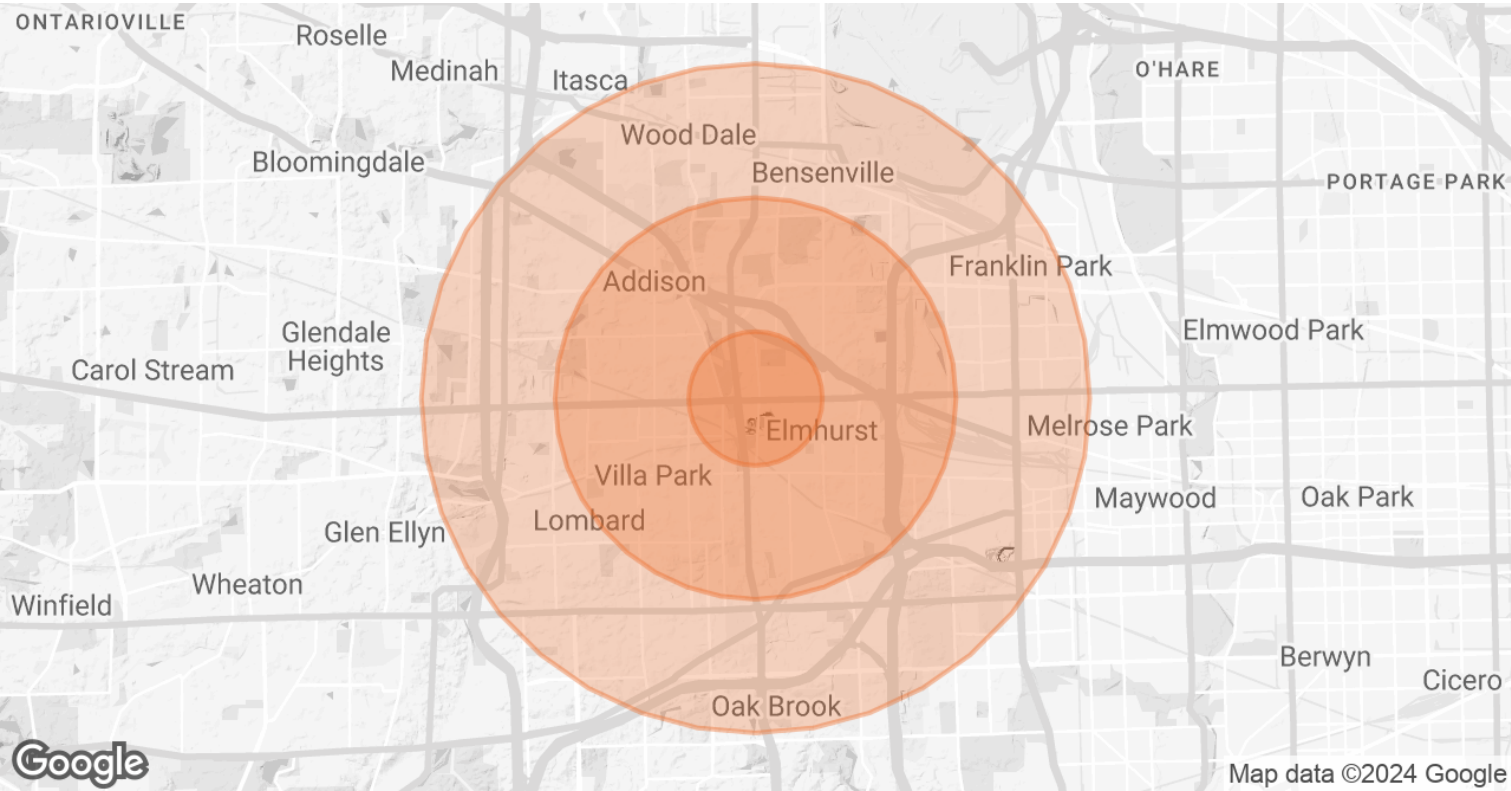 ONTARIOVILLE
Roselle
Medinah
Itasca
O'HARE
Wood Dale
Bloomingdale
Bensenville
PORTAGE PARK
Franklin Park
Addison
Glendale
Heights
Elmwood Park
Carol Stream
Elmhurst
Melrose Park
Villa Park
Maywood
Oak Park
Lombard
Glen Ellyn
Wheaton
Winfield
Berwyn
Cicero
Oak Brook
Google
Map data ©2024 Google